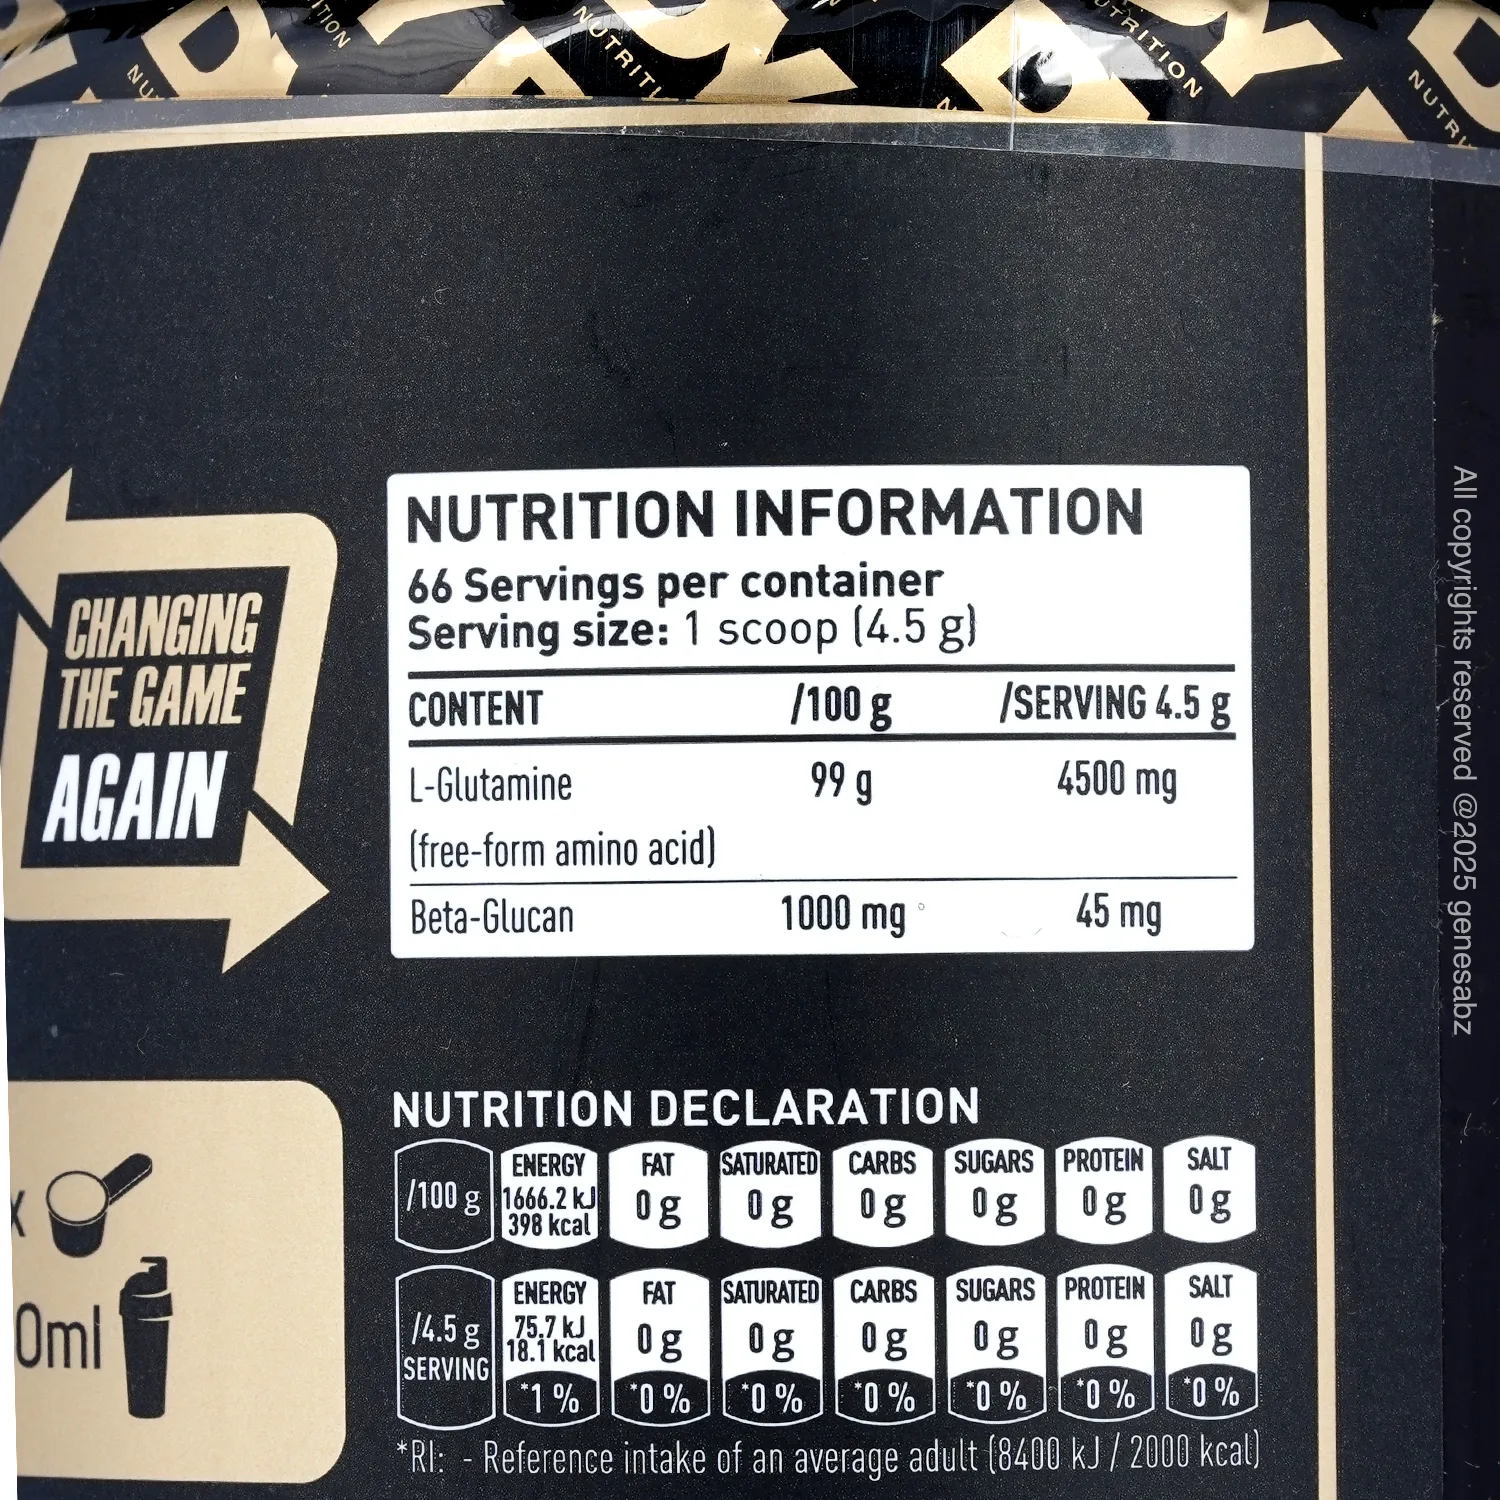 NUTRITION
NUTRITION
NUTRITION
CHANGING
THE GAME
AGAIN
0ml
NUTRITION INFORMATION
66 Servings per container
Serving size: 1 scoop (4.5 g)
CONTENT /100 g /SERVING 4.5 g
L-Glutamine 99 g 4500 mg
(free-form amino acid)
Beta-Glucan 1000 mg 45 mg
NUTRITION DECLARATION
/100 g ENERGY 1666.2 kJ 398 kcal FAT 0 g SATURATED 0 g CARBS 0 g SUGARS 0 g PROTEIN 0 g SALT 0 g
/4.5 g SERVING ENERGY 75.7 kJ 18.1 kcal *1 % FAT 0 g *0 % SATURATED 0 g *0 % CARBS 0 g *0 % SUGARS 0 g *0 % PROTEIN 0 g *0 % SALT 0 g *0 %
*RI: - Reference intake of an average adult (8400 kJ / 2000 kcal)
All copyrights reserved @2025 genesabz